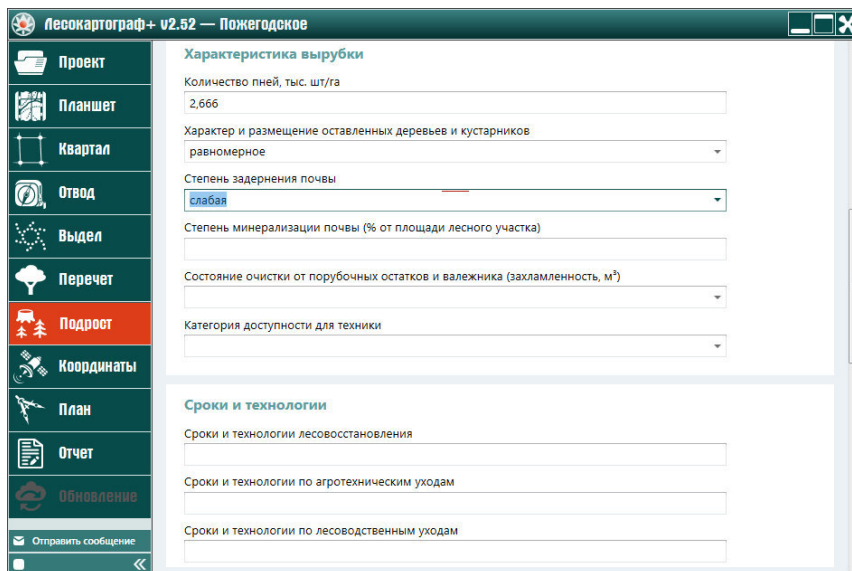 Лесокартограф+ v2.52 — Пожегодское
Проект
Планшет
Квартал
Отвод
Выдел
Перечет
Подрост
Координаты
План
Отчет
Обновление
Отправить сообщение
Характеристика вырубки
Количество пней, тыс. шт/га
2,666
Характер и размещение оставленных деревьев и кустарников
равномерное
Степень задернения почвы
слабая
Степень минерализации почвы (% от площади лесного участка)
Состояние очистки от порубочных остатков и валежника (захламленность, м³)
Категория доступности для техники
Сроки и технологии
Сроки и технологии лесовосстановления
Сроки и технологии по агротехническим уходам
Сроки и технологии по лесоводственным уходам